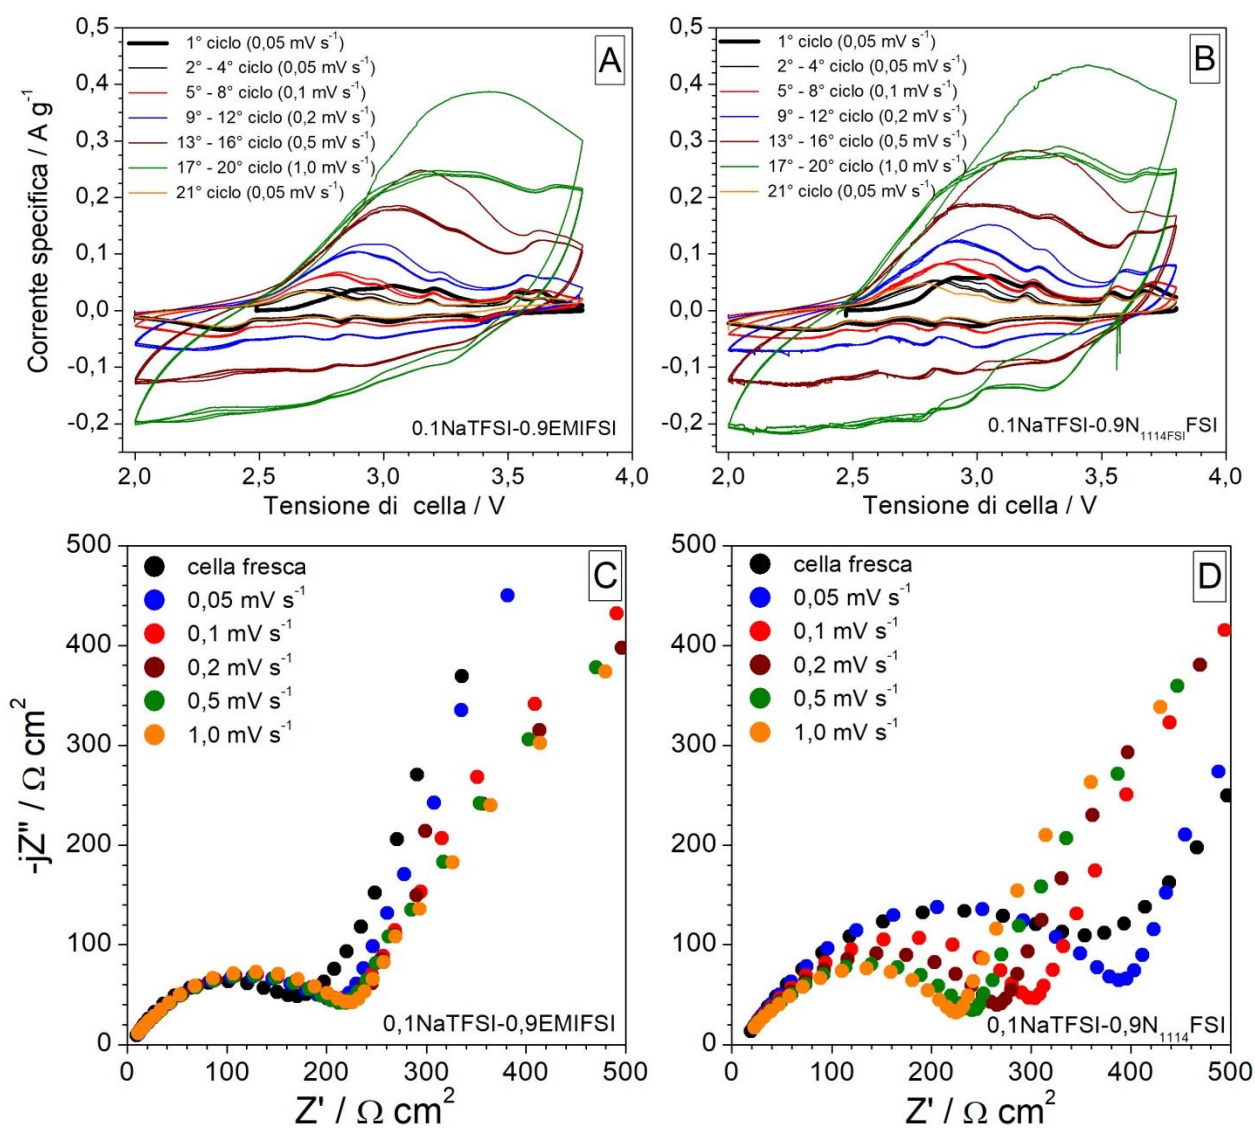 Corrente specifica / A g⁻¹
0,5
0,4
0,3
0,2
0,1
0,0
-0,1
-0,2
1° ciclo (0,05 mV s⁻¹)
2° - 4° ciclo (0,05 mV s⁻¹)
5° - 8° ciclo (0,1 mV s⁻¹)
9° - 12° ciclo (0,2 mV s⁻¹)
13° - 16° ciclo (0,5 mV s⁻¹)
17° - 20° ciclo (1,0 mV s⁻¹)
21° ciclo (0,05 mV s⁻¹)
A
0.1NaTFSI-0.9EMIFSI
2,0 2,5 3,0 3,5 4,0
Tensione di cella / V
0,5
0,4
0,3
0,2
0,1
0,0
-0,1
-0,2
1° ciclo (0,05 mV s⁻¹)
2° - 4° ciclo (0,05 mV s⁻¹)
5° - 8° ciclo (0,1 mV s⁻¹)
9° - 12° ciclo (0,2 mV s⁻¹)
13° - 16° ciclo (0,5 mV s⁻¹)
17° - 20° ciclo (1,0 mV s⁻¹)
21° ciclo (0,05 mV s⁻¹)
B
0.1NaTFSI-0.9N₁₁₁₄FSIFSI
2,0 2,5 3,0 3,5 4,0
Tensione di cella / V
-jZ" / Ω cm²
500
400
300
200
100
0
cella fresca
0,05 mV s⁻¹
0,1 mV s⁻¹
0,2 mV s⁻¹
0,5 mV s⁻¹
1,0 mV s⁻¹
C
0,1NaTFSI-0,9EMIFSI
0 100 200 300 400 500
Z' / Ω cm²
500
400
300
200
100
0
cella fresca
0,05 mV s⁻¹
0,1 mV s⁻¹
0,2 mV s⁻¹
0,5 mV s⁻¹
1,0 mV s⁻¹
D
0,1NaTFSI-0,9N₁₁₁₄FSI
0 100 200 300 400 500
Z' / Ω cm²